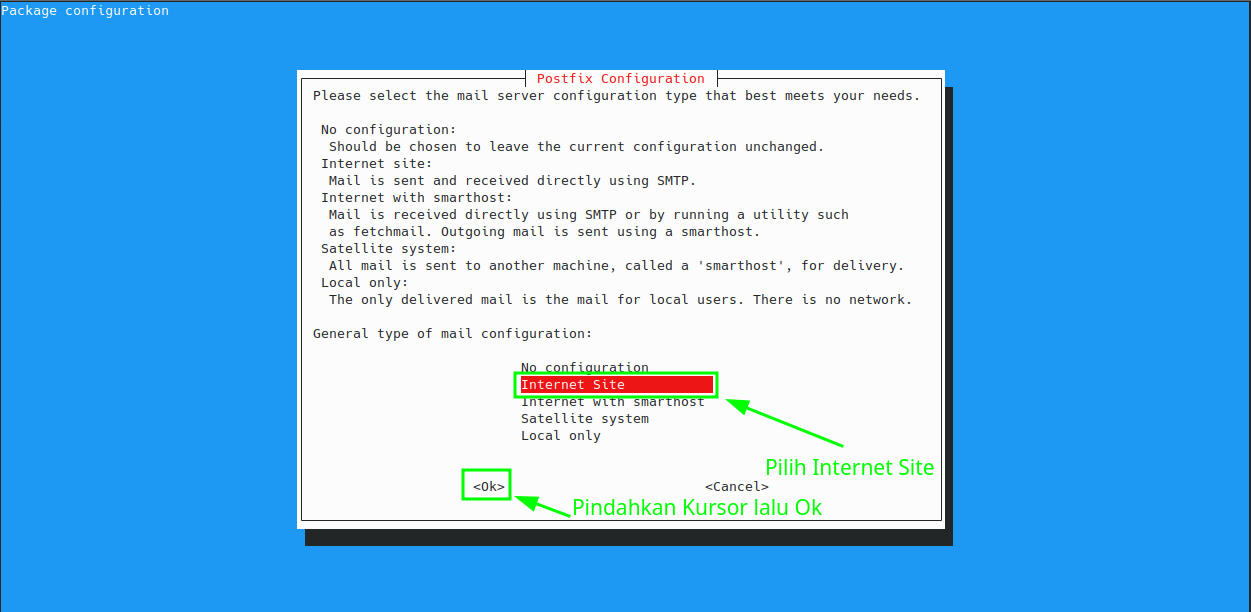 Package configuration
Postfix Configuration
Please select the mail server configuration type that best meets your needs.
No configuration:
Should be chosen to leave the current configuration unchanged.
Internet site:
Mail is sent and received directly using SMTP.
Internet with smarthost:
Mail is received directly using SMTP or by running a utility such
as fetchmail. Outgoing mail is sent using a smarthost.
Satellite system:
All mail is sent to another machine, called a 'smarthost', for delivery.
Local only:
The only delivered mail is the mail for local users. There is no network.
General type of mail configuration:
No configuration
Internet Site
Internet with smarthost
Satellite system
Local only
Pilih Internet Site
<Ok>
<Cancel>
Pindahkan Kursor lalu Ok